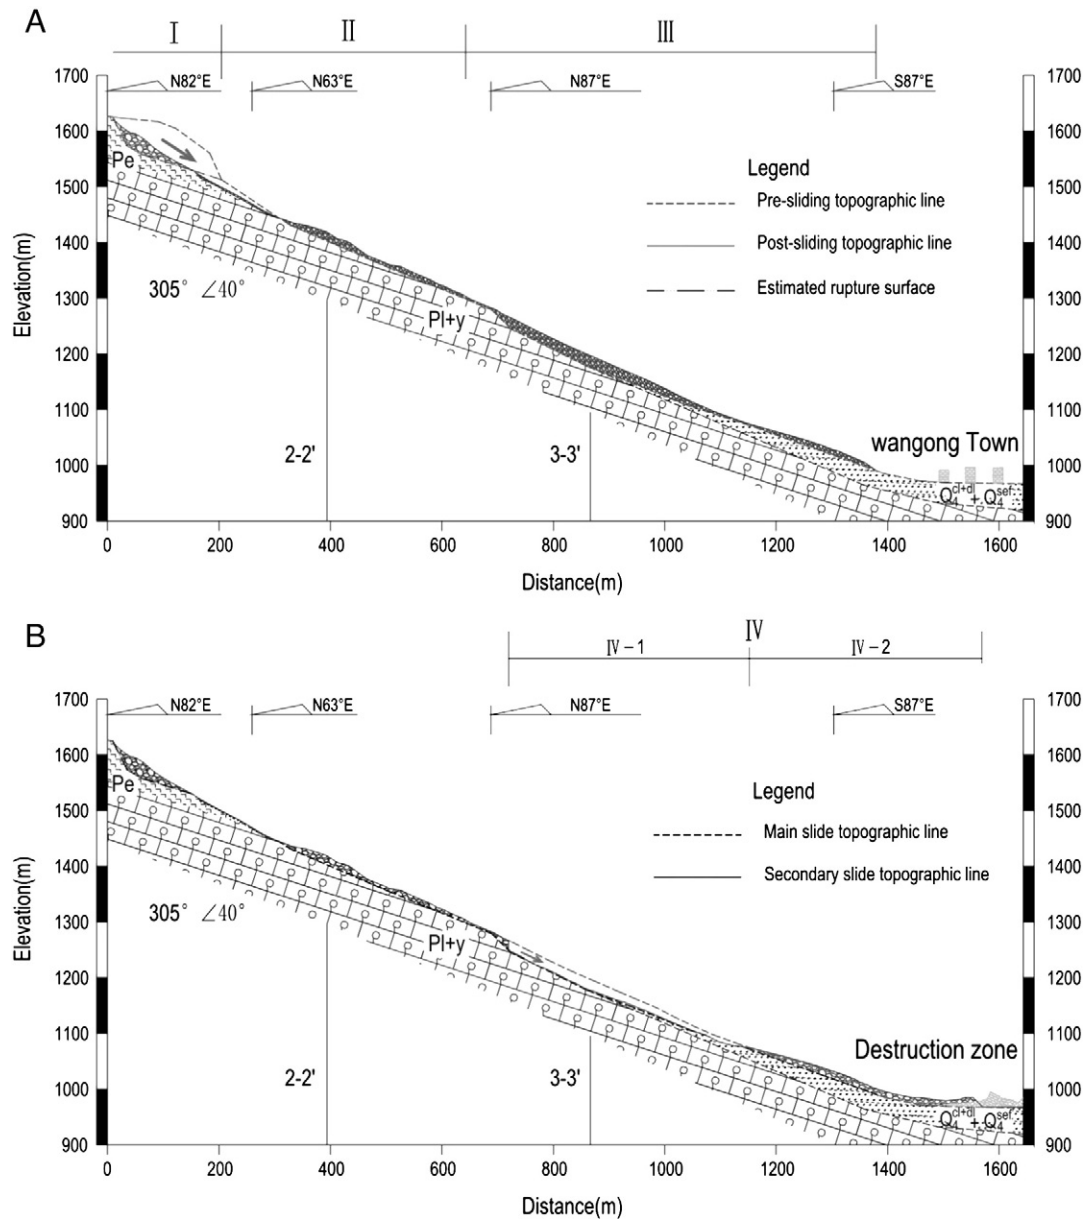 A
I II III
N82°E N63°E N87°E S87°E
1700 1700
1600 1600
1500 1500
1400 1400
1300 1300
1200 1200
1100 1100
1000 1000
900 900
Elevation(m)
Pe
Legend
Pre-sliding topographic line
Post-sliding topographic line
Estimated rupture surface
305° ∠40°
Pl+y
2-2'
3-3'
wangong Town
Q₄ᶜˡ⁺ᵈˡ + Q₄ˢᵉᶠ
0 200 400 600 800 1000 1200 1400 1600
Distance(m)
B
IV
IV-1 IV-2
N82°E N63°E N87°E S87°E
1700 1700
1600 1600
1500 1500
1400 1400
1300 1300
1200 1200
1100 1100
1000 1000
900 900
Elevation(m)
Pe
Legend
Main slide topographic line
Secondary slide topographic line
305° ∠40°
Pl+y
2-2'
3-3'
Destruction zone
Q₄ᶜˡ⁺ᵈˡ + Q₄ˢᵉᶠ
0 200 400 600 800 1000 1200 1400 1600
Distance(m)